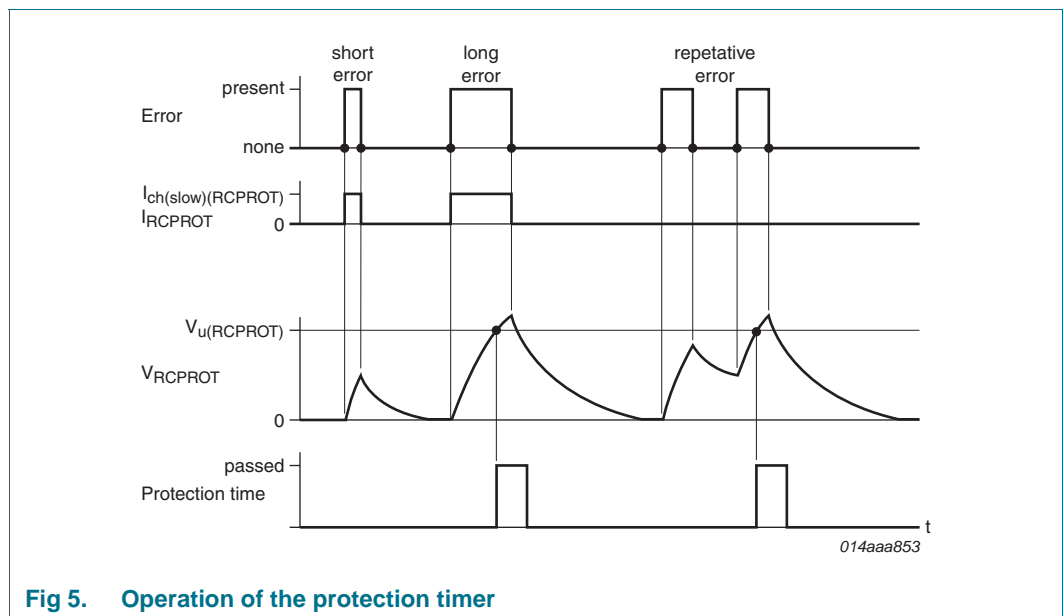 short error
long error
repetative error
present
Error
none
Ich(slow)(RCPROT)
IRCPROT
0
Vu(RCPROT)
VRCPROT
0
passed
Protection time
t
014aaa853
Fig 5. Operation of the protection timer